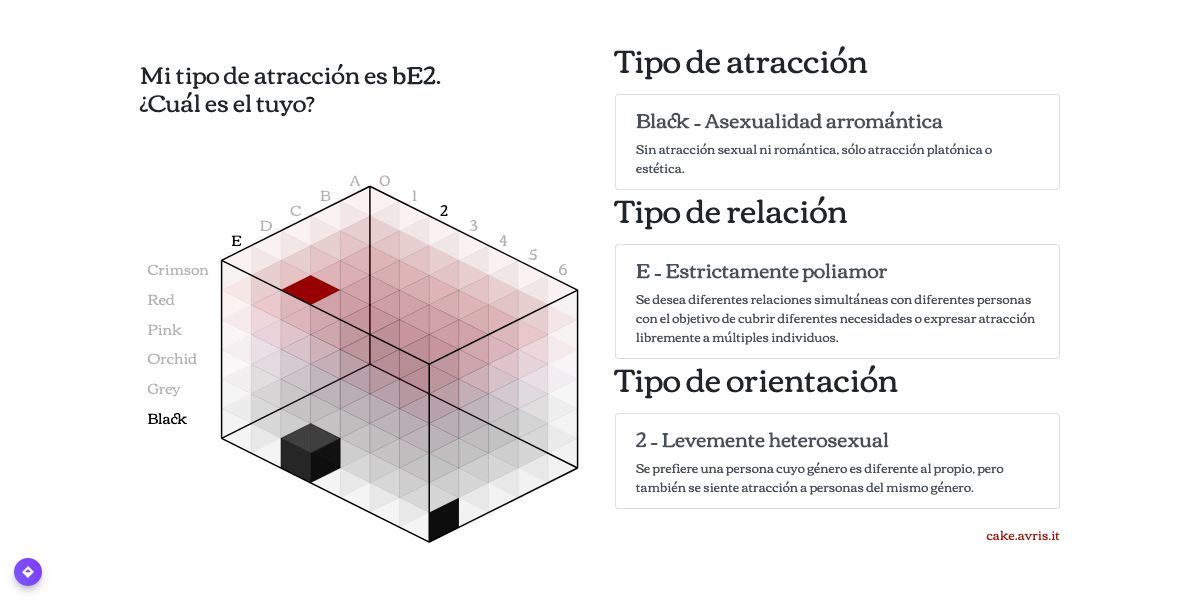 Mi tipo de atracción es bE2.
¿Cuál es el tuyo?
A
B
C
D
E
0
1
2
3
4
5
6
Crimson
Red
Pink
Orchid
Grey
Black
Tipo de atracción
Black - Asexualidad arromántica
Sin atracción sexual ni romántica, sólo atracción platónica o
estética.
Tipo de relación
E - Estrictamente poliamor
Se desea diferentes relaciones simultáneas con diferentes personas
con el objetivo de cubrir diferentes necesidades o expresar atracción
libremente a múltiples individuos.
Tipo de orientación
2 - Levemente heterosexual
Se prefiere una persona cuyo género es diferente al propio, pero
también se siente atracción a personas del mismo género.
cake.avris.it